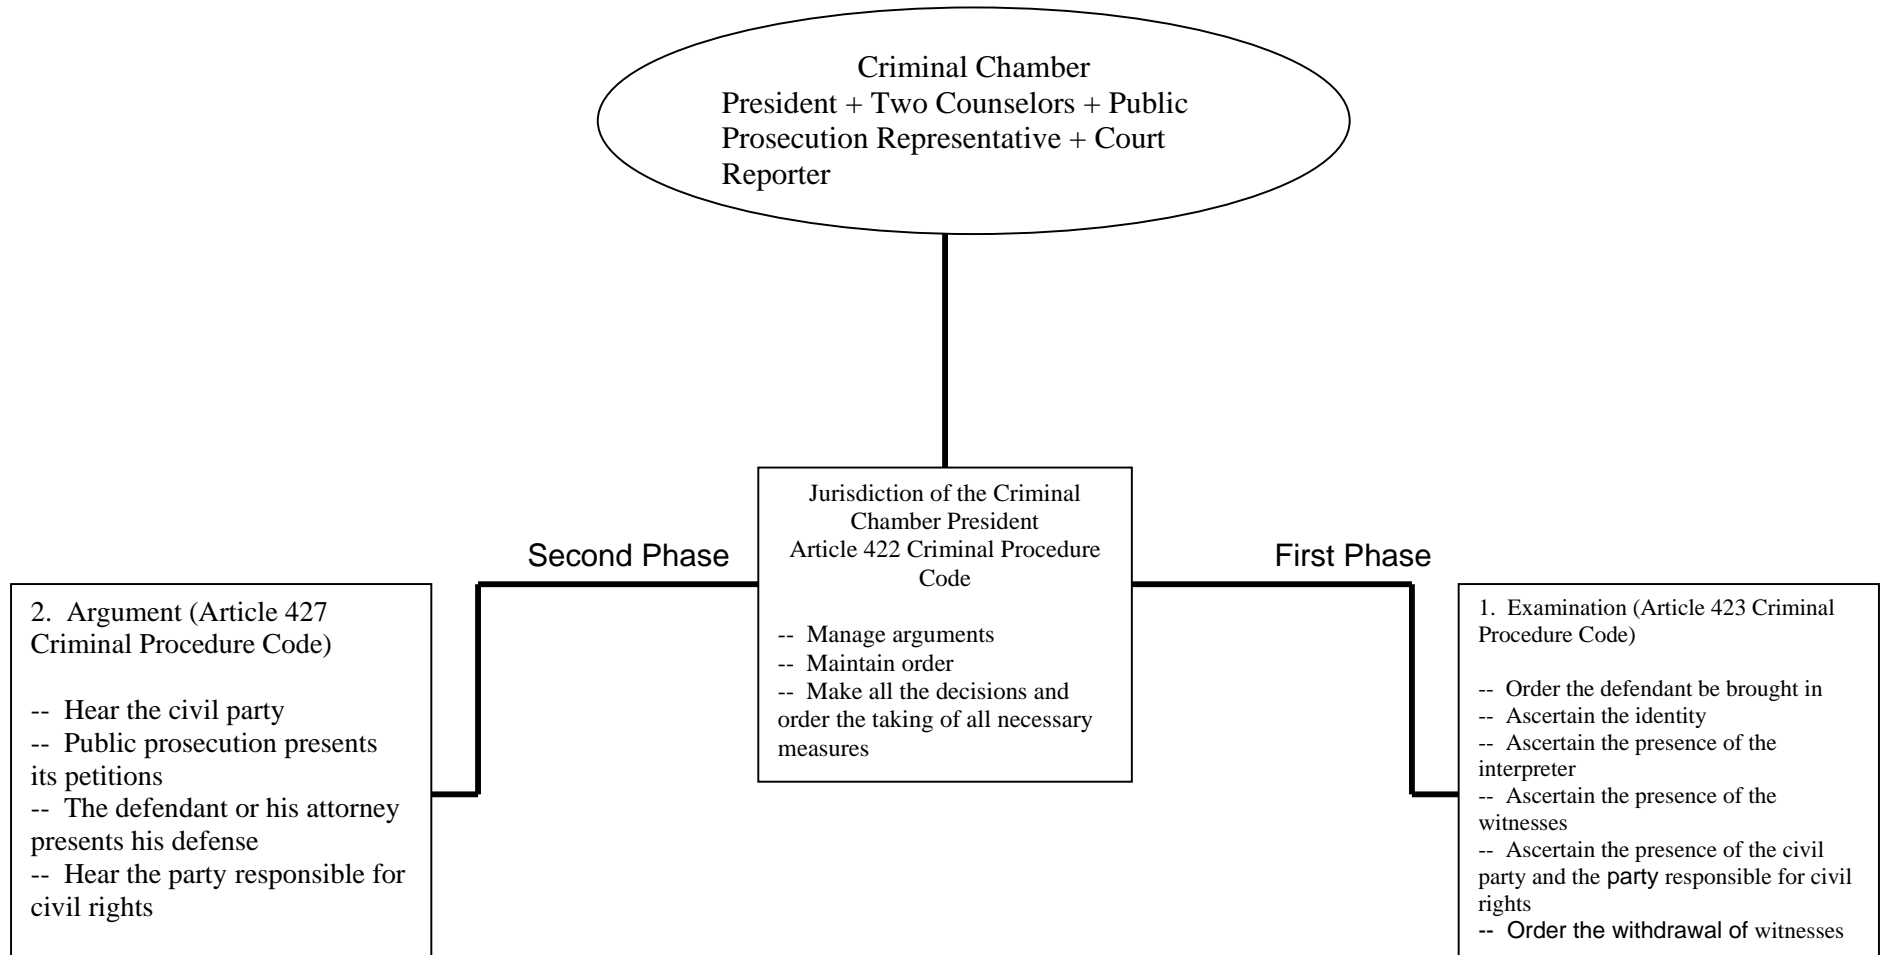 Criminal Chamber
President + Two Counselors + Public
Prosecution Representative + Court
Reporter
Jurisdiction of the Criminal
Chamber President
Article 422 Criminal Procedure
Code
-- Manage arguments
-- Maintain order
-- Make all the decisions and
order the taking of all necessary
measures
Second Phase
First Phase
2. Argument (Article 427
Criminal Procedure Code)
-- Hear the civil party
-- Public prosecution presents
its petitions
-- The defendant or his attorney
presents his defense
-- Hear the party responsible for
civil rights
1. Examination (Article 423 Criminal
Procedure Code)
-- Order the defendant be brought in
-- Ascertain the identity
-- Ascertain the presence of the
interpreter
-- Ascertain the presence of the
witnesses
-- Ascertain the presence of the civil
party and the party responsible for civil
rights
-- Order the withdrawal of witnesses